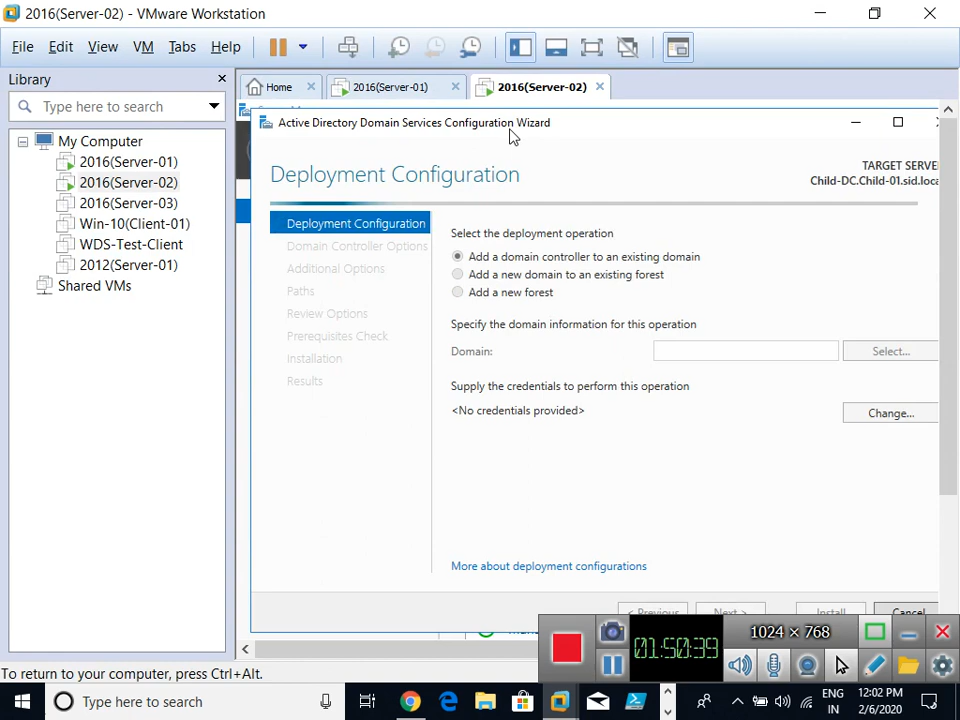 2016(Server-02) - VMware Workstation
File Edit View VM Tabs Help
Library
Type here to search
Home
2016(Server-01)
2016(Server-02)
My Computer
2016(Server-01)
2016(Server-02)
2016(Server-03)
Win-10(Client-01)
WDS-Test-Client
2012(Server-01)
Shared VMs
Active Directory Domain Services Configuration Wizard
Deployment Configuration
TARGET SERVE
Child-DC.Child-01.sid.loca
Deployment Configuration
Domain Controller Options
Additional Options
Paths
Review Options
Prerequisites Check
Installation
Results
Select the deployment operation
Add a domain controller to an existing domain
Add a new domain to an existing forest
Add a new forest
Specify the domain information for this operation
Domain:
Select...
Supply the credentials to perform this operation
<No credentials provided>
Change...
More about deployment configurations
< Previous
Next >
Install
Cancel
01:50:39
1024 × 768
To return to your computer, press Ctrl+Alt.
Type here to search
ENG
IN
12:02 PM
2/6/2020